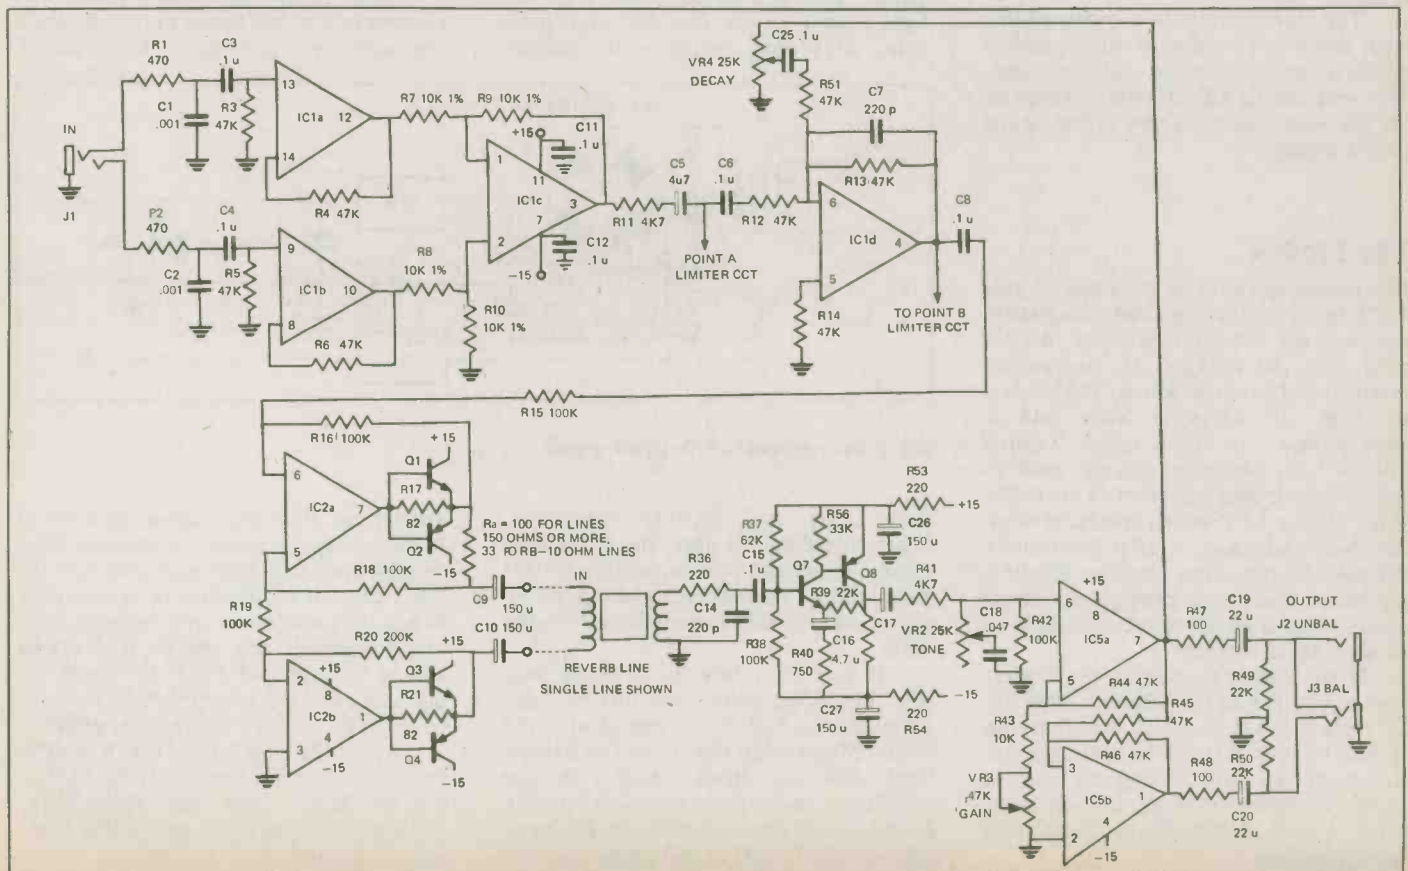 R1
470
C3
.1 u
C1
.001
R3
47K
13
IC1a
12
14
R4 47K
IN
J1
R2
470
C4
.1 u
C2
.001
R5
47K
9
IC1b
10
8
R6 47K
R7 10K 1%
R9 10K 1%
R8
10K 1%
+15
C11
.1 u
1
11
IC1c
3
7
2
C12
.1 u
-15
R10
10K 1%
R11 4K7
C5
4u7
C6
.1 u
POINT A
LIMITER CCT
R12 47K
VR4 25K
DECAY
C25 .1 u
R51
47K
C7
220 p
R13 47K
6
IC1d
4
5
R14
47K
C8
.1 u
TO POINT B
LIMITER CCT
R15 100K
R16 100K
+15
Q1
6
IC2a
7
R17
82
5
Q2
-15
Ra = 100 FOR LINES
150 OHMS OR MORE,
33 FOR 8-10 OHM LINES
R18 100K
R19
100K
C9
150 u
C10 150 u
R20 200K
+15
+15
2
8
Q3
R21
IC2b
1
82
4
3
-15
Q4
-15
IN
REVERB LINE
SINGLE LINE SHOWN
R36
220
C14
220 p
R37
62K
C15
.1 u
R38
100K
R56
33K
Q7
Q8
R39 22K
R40
750
C16
4.7 u
C17
R53
220
+15
C26
150 u
R41
4K7
-15
220
R54
C27
150 u
VR2 25K
TONE
C18
.047
R42
100K
+15
6
8
IC5a
7
5
R44 47K
R45
47K
R43
10K
R46 47K
VR3
47K
GAIN
3
IC5b
1
2
4
-15
R47
100
C19
22 u
R48
100
C20
22 u
R49
22K
R50
22K
OUTPUT
J2 UNBAL
J3 BAL